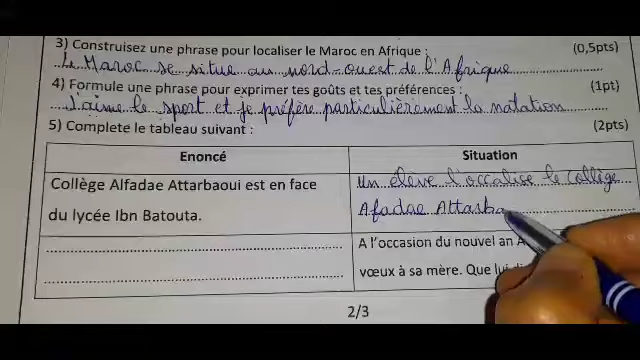 3) Construisez une phrase pour localiser le Maroc en Afrique : (0,5pts)
Le Maroc se situe au nord-ouest de l'Afrique
4) Formule une phrase pour exprimer tes goûts et tes préférences : (1pt)
J'aime le sport et je préfère particulièrement la natation
5) Complete le tableau suivant : (2pts)
Enoncé Situation
Collège Alfadae Attarbaoui est en face Un élève l'occalise le collège
du lycée Ibn Batouta. Afadae Attarba
A l'occasion du nouvel an
vœux à sa mère. Que lui
2/3